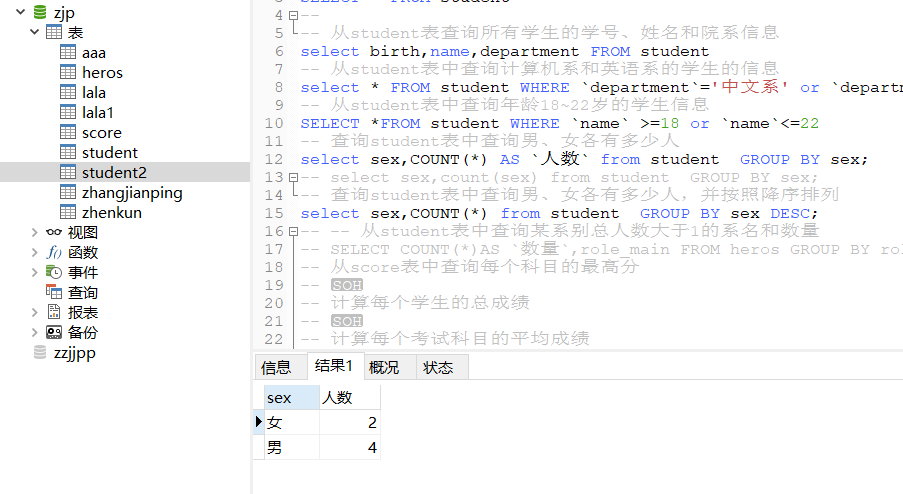 zjp
表
aaa
heros
lala
lala1
score
student
student2
zhangjianping
zhenkun
视图
函数
事件
查询
报表
备份
zzjjpp
4 --
5 -- 从student表查询所有学生的学号、姓名和院系信息
6 select birth,name,department FROM student
7 -- 从student表中查询计算机系和英语系的学生的信息
8 select * FROM student WHERE `department`='中文系' or `depart
9 -- 从student表中查询年龄18~22岁的学生信息
10 SELECT *FROM student WHERE `name` >=18 or `name`<=22
11 -- 查询student表中查询男、女各有多少人
12 select sex,COUNT(*) AS `人数` from student  GROUP BY sex;
13 -- select sex,count(sex) from student  GROUP BY sex;
14 -- 查询student表中查询男、女各有多少人，并按照降序排列
15 select sex,COUNT(*) from student  GROUP BY sex DESC;
16 -- -- 从student表中查询某系别总人数大于1的系名和数量
17 -- SELECT COUNT(*)AS `数量`,role_main FROM heros GROUP BY rol
18 -- 从score表中查询每个科目的最高分
19 -- SOH
20 -- 计算每个学生的总成绩
21 -- SOH
22 -- 计算每个考试科目的平均成绩
信息 结果1 概况 状态
sex 人数
女 2
男 4